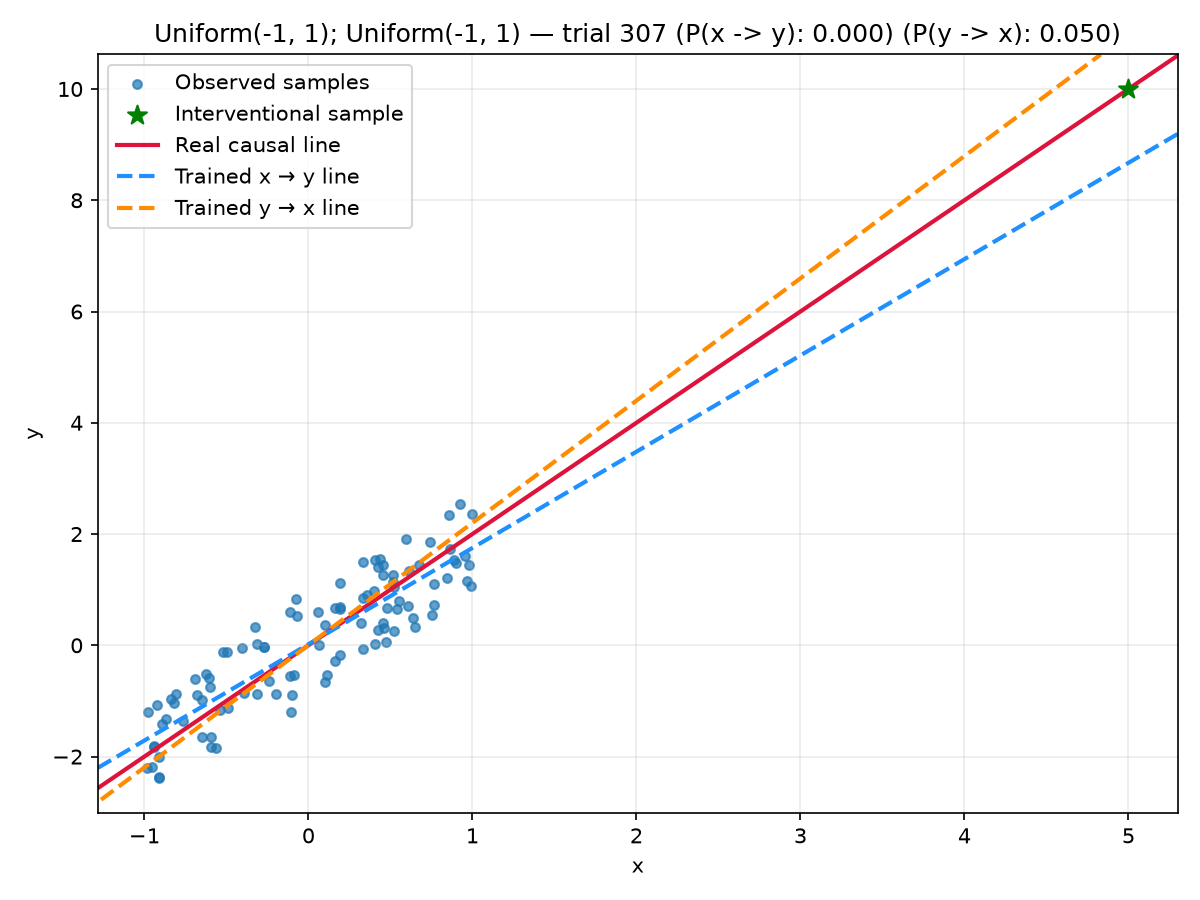 Uniform(-1, 1); Uniform(-1, 1) — trial 307 (P(x -> y): 0.000) (P(y -> x): 0.050)
Observed samples
Interventional sample
Real causal line
Trained x → y line
Trained y → x line
10
8
6
4
2
0
−2
y
−1
0
1
2
3
4
5
x